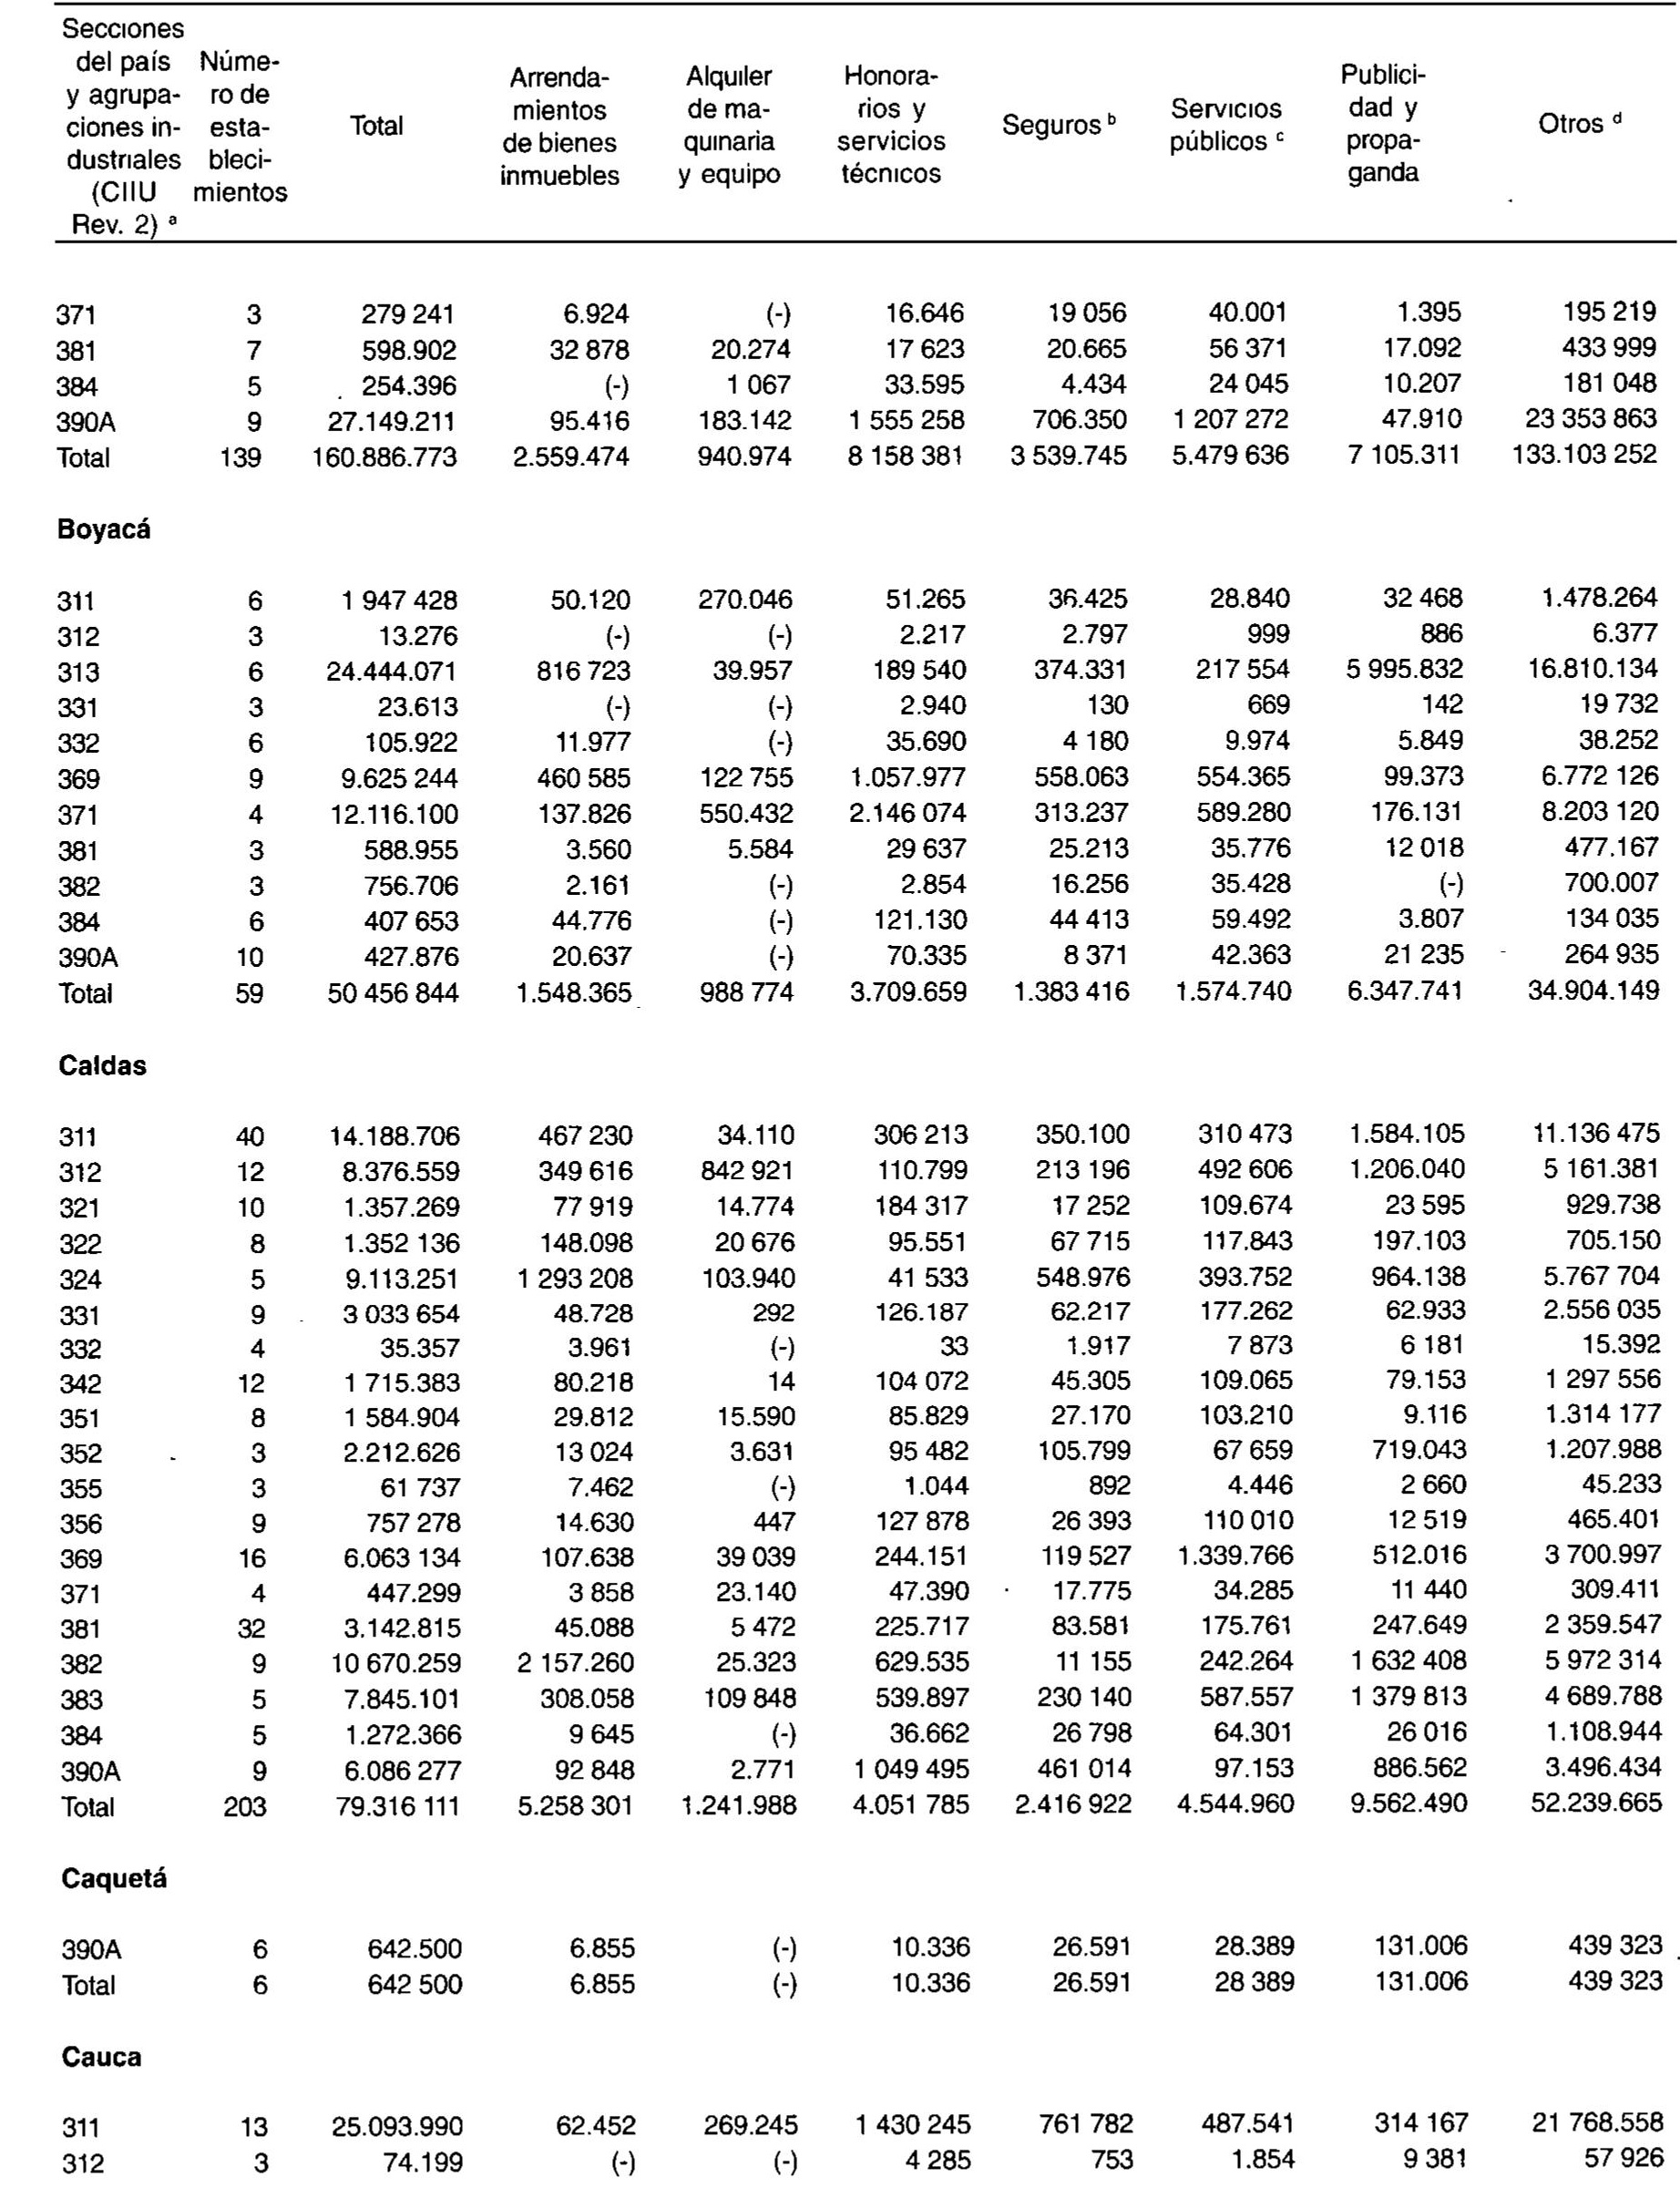 Secciones del país y agrupaciones industriales (CIIU Rev. 2) a Número de establecimientos Total Arrendamientos de bienes inmuebles Alquiler de maquinaria y equipo Honorarios y servicios técnicos Seguros b Servicios públicos c Publicidad y propaganda Otros d
371 3 279 241 6.924 (-) 16.646 19 056 40.001 1.395 195 219
381 7 598.902 32 878 20.274 17 623 20.665 56 371 17.092 433 999
384 5 254.396 (-) 1 067 33.595 4.434 24 045 10.207 181 048
390A 9 27.149.211 95.416 183.142 1 555 258 706.350 1 207 272 47.910 23 353 863
Total 139 160.886.773 2.559.474 940.974 8 158 381 3 539.745 5.479 636 7 105.311 133.103 252
Boyacá
311 6 1 947 428 50.120 270.046 51.265 36.425 28.840 32 468 1.478.264
312 3 13.276 (-) (-) 2.217 2.797 999 886 6.377
313 6 24.444.071 816 723 39.957 189 540 374.331 217 554 5 995.832 16.810.134
331 3 23.613 (-) (-) 2.940 130 669 142 19 732
332 6 105.922 11.977 (-) 35.690 4 180 9.974 5.849 38.252
369 9 9.625 244 460 585 122 755 1.057.977 558.063 554.365 99.373 6.772 126
371 4 12.116.100 137.826 550.432 2.146 074 313.237 589.280 176.131 8.203 120
381 3 588.955 3.560 5.584 29 637 25.213 35.776 12 018 477.167
382 3 756.706 2.161 (-) 2.854 16.256 35.428 (-) 700.007
384 6 407 653 44.776 (-) 121.130 44 413 59.492 3.807 134 035
390A 10 427.876 20.637 (-) 70.335 8 371 42.363 21 235 264 935
Total 59 50 456 844 1.548.365 988 774 3.709.659 1.383 416 1.574.740 6.347.741 34.904.149
Caldas
311 40 14.188.706 467 230 34.110 306 213 350.100 310 473 1.584.105 11.136 475
312 12 8.376.559 349 616 842 921 110.799 213 196 492 606 1.206.040 5 161.381
321 10 1.357.269 77 919 14.774 184 317 17 252 109.674 23 595 929.738
322 8 1.352 136 148.098 20 676 95.551 67 715 117.843 197.103 705.150
324 5 9.113.251 1 293 208 103.940 41 533 548.976 393.752 964.138 5.767 704
331 9 3 033 654 48.728 292 126.187 62.217 177.262 62.933 2.556 035
332 4 35.357 3.961 (-) 33 1.917 7 873 6 181 15.392
342 12 1 715.383 80.218 14 104 072 45.305 109.065 79.153 1 297 556
351 8 1 584.904 29.812 15.590 85.829 27.170 103.210 9.116 1.314 177
352 3 2.212.626 13 024 3.631 95 482 105.799 67 659 719.043 1.207.988
355 3 61 737 7.462 (-) 1.044 892 4.446 2 660 45.233
356 9 757 278 14.630 447 127 878 26 393 110 010 12 519 465.401
369 16 6.063 134 107.638 39 039 244.151 119 527 1.339.766 512.016 3 700.997
371 4 447.299 3 858 23.140 47.390 17.775 34.285 11 440 309.411
381 32 3.142.815 45.088 5 472 225.717 83.581 175.761 247.649 2 359.547
382 9 10 670.259 2 157.260 25.323 629.535 11 155 242.264 1 632 408 5 972 314
383 5 7.845.101 308.058 109 848 539.897 230 140 587.557 1 379 813 4 689.788
384 5 1.272.366 9 645 (-) 36.662 26 798 64.301 26 016 1.108.944
390A 9 6.086 277 92 848 2.771 1 049 495 461 014 97.153 886.562 3.496.434
Total 203 79.316 111 5.258 301 1.241.988 4.051 785 2.416 922 4.544.960 9.562.490 52.239.665
Caquetá
390A 6 642.500 6.855 (-) 10.336 26.591 28.389 131.006 439 323
Total 6 642 500 6.855 (-) 10.336 26.591 28 389 131.006 439 323
Cauca
311 13 25.093.990 62.452 269.245 1 430 245 761 782 487.541 314 167 21 768.558
312 3 74.199 (-) (-) 4 285 753 1.854 9 381 57 926